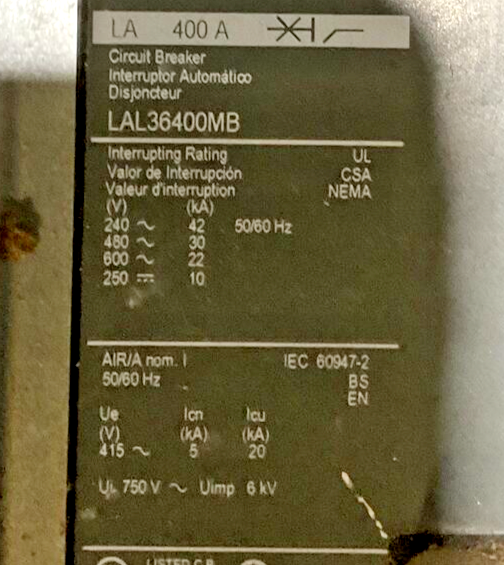 LA 400 A
Circuit Breaker
Interruptor Automático
Disjoncteur
LAL36400MB
Interrupting Rating UL
Valor de Interrupción CSA
Valeur d'interruption NEMA
(V) (kA)
240 ~ 42 50/60 Hz
480 ~ 30
600 ~ 22
250 ⎓ 10
AIR/A nom. I IEC 60947-2
50/60 Hz BS
EN
Ue Icn Icu
(V) (kA) (kA)
415 ~ 5 20
Ui 750 V ~ Uimp 6 kV
LISTED C.B.